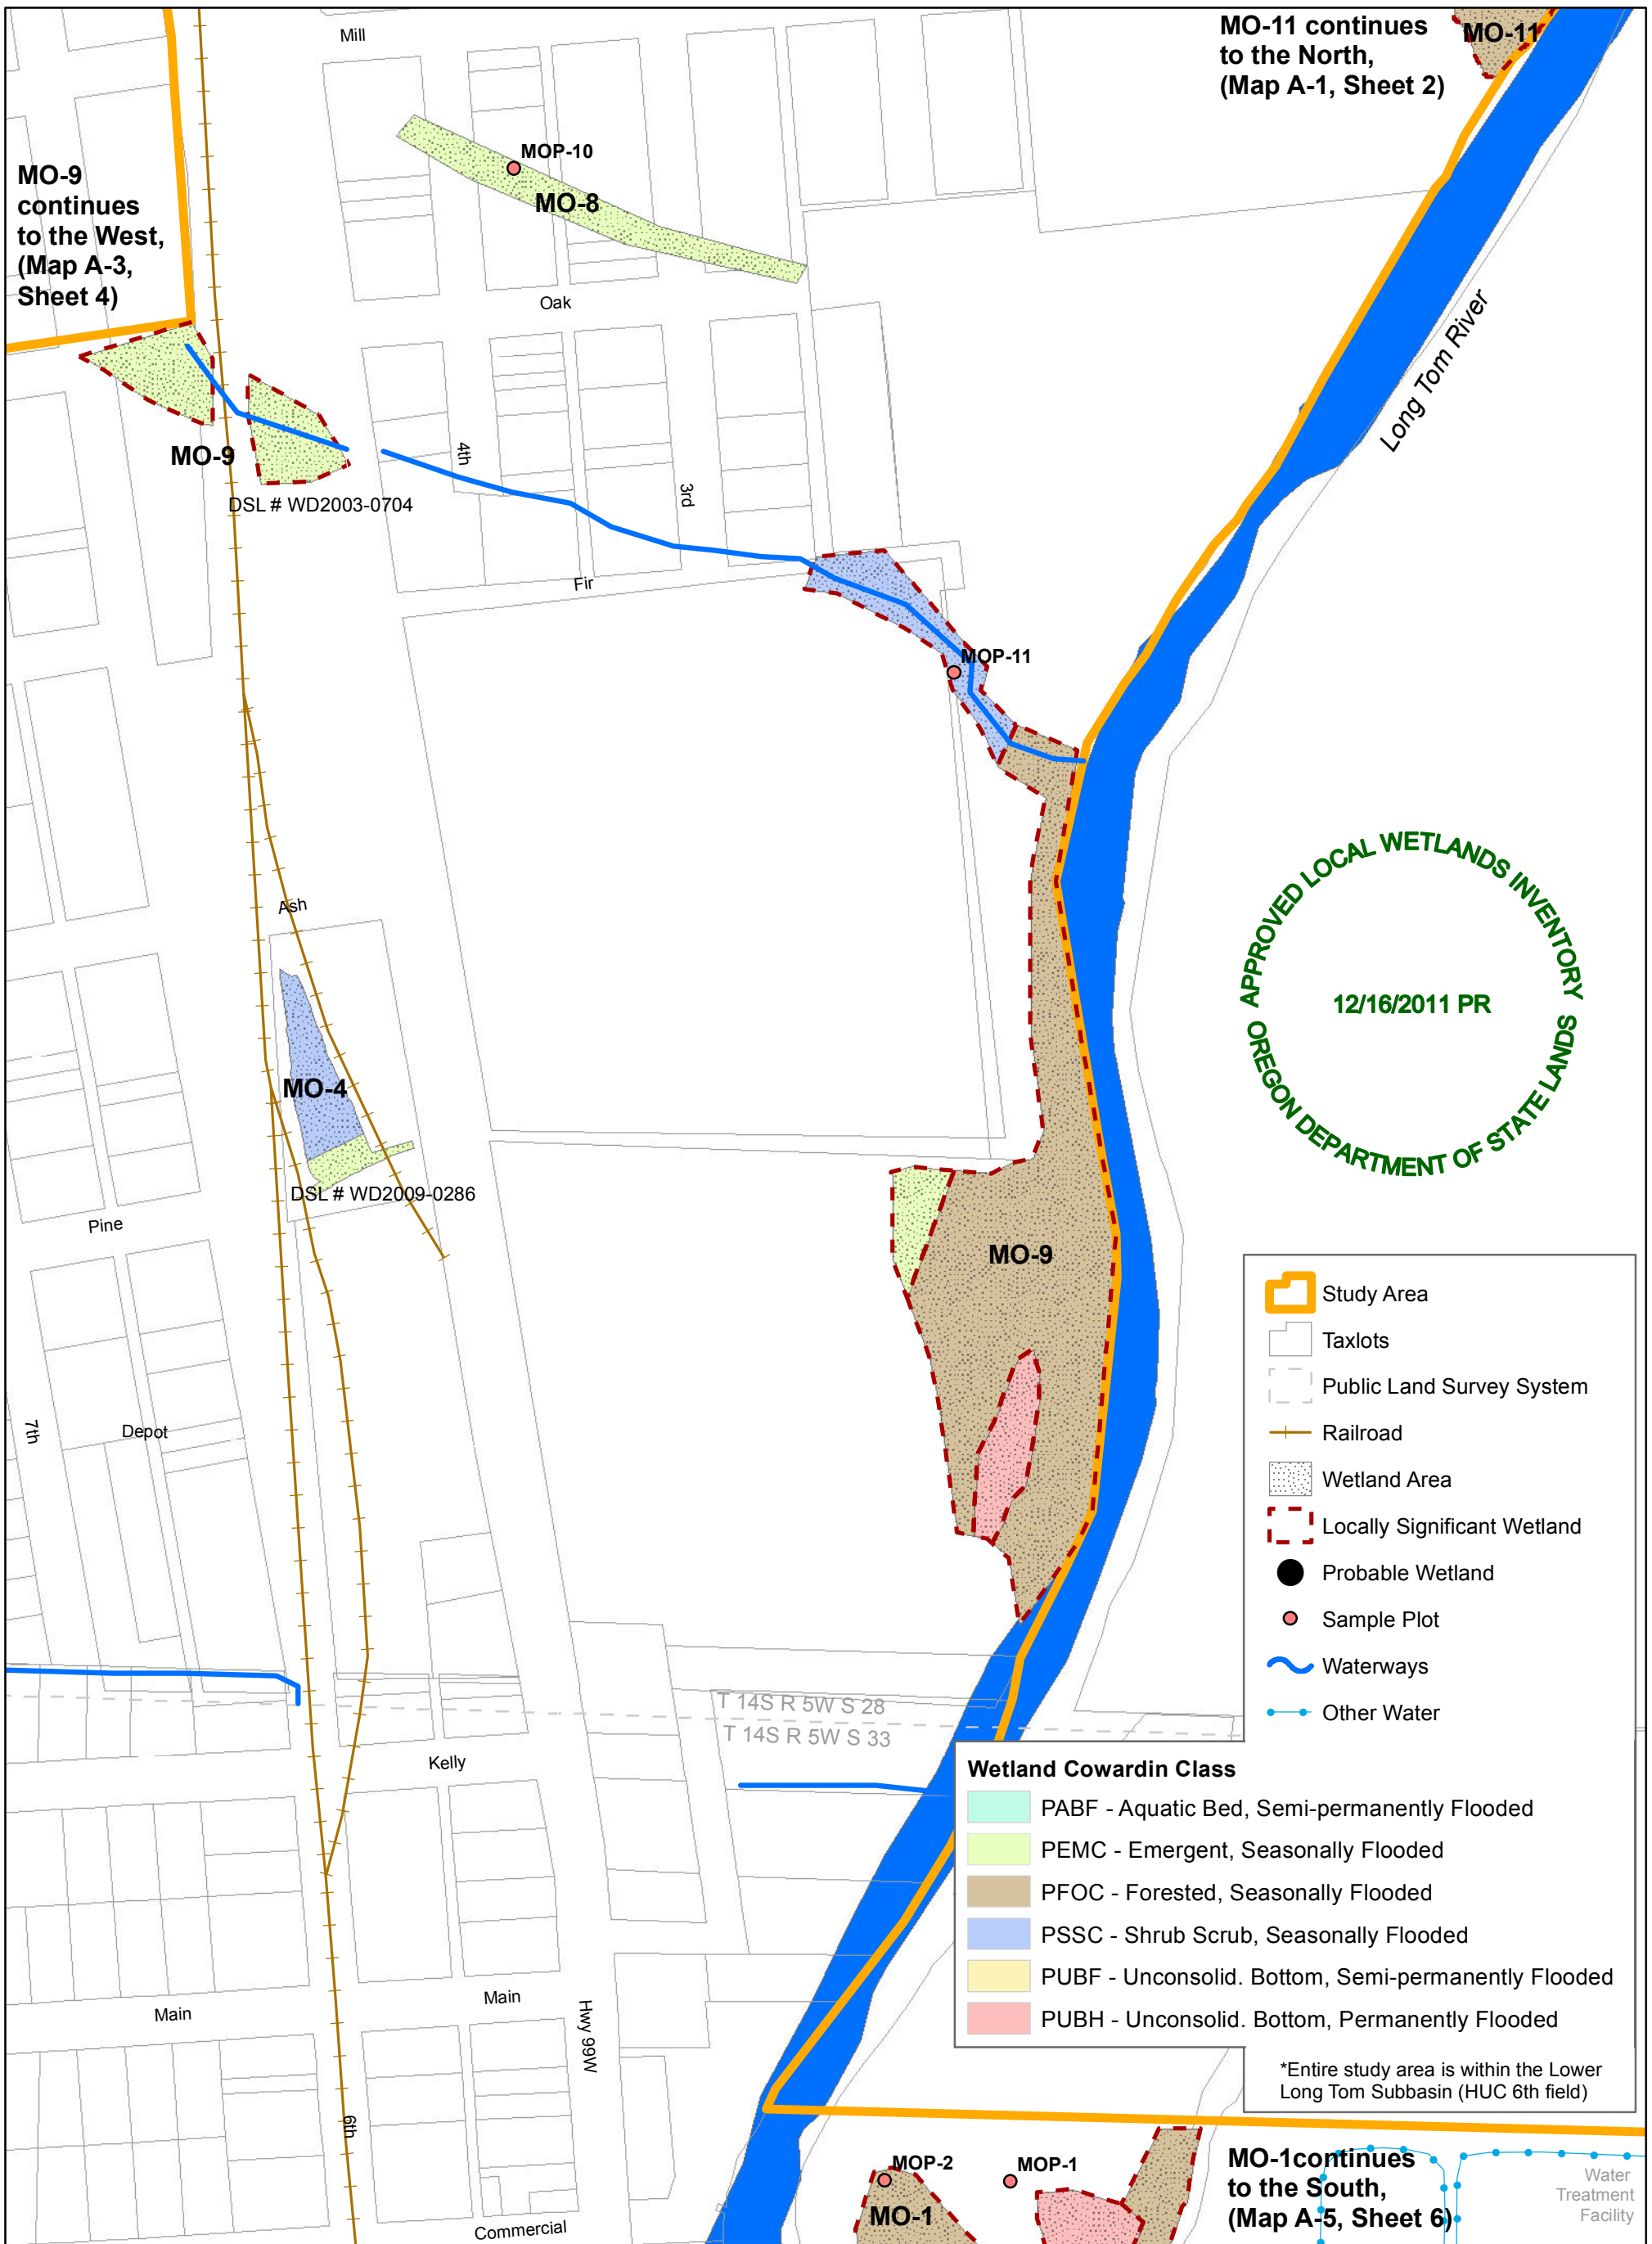 Mill
MO-11 continues
to the North,
(Map A-1, Sheet 2)
MO-11
MOP-10
MO-8
MO-9
continues
to the West,
(Map A-3,
Sheet 4)
Oak
Long Tom River
MO-9
4th
3rd
DSL # WD2003-0704
Fir
MOP-11
APPROVED LOCAL WETLANDS INVENTORY
12/16/2011 PR
OREGON DEPARTMENT OF STATE LANDS
Ash
MO-4
DSL # WD2009-0286
Pine
MO-9
7th
Depot
Study Area
Taxlots
Public Land Survey System
Railroad
Wetland Area
Locally Significant Wetland
Probable Wetland
Sample Plot
Waterways
Other Water
T 14S R 5W S 28
T 14S R 5W S 33
Kelly
Wetland Cowardin Class
PABF - Aquatic Bed, Semi-permanently Flooded
PEMC - Emergent, Seasonally Flooded
PFOC - Forested, Seasonally Flooded
PSSC - Shrub Scrub, Seasonally Flooded
PUBF - Unconsolid. Bottom, Semi-permanently Flooded
PUBH - Unconsolid. Bottom, Permanently Flooded
*Entire study area is within the Lower
Long Tom Subbasin (HUC 6th field)
Main
Main
Hwy 99W
6th
Commercial
MOP-2
MOP-1
MO-1
MO-1continues
to the South,
(Map A-5, Sheet 6)
Water
Treatment
Facility